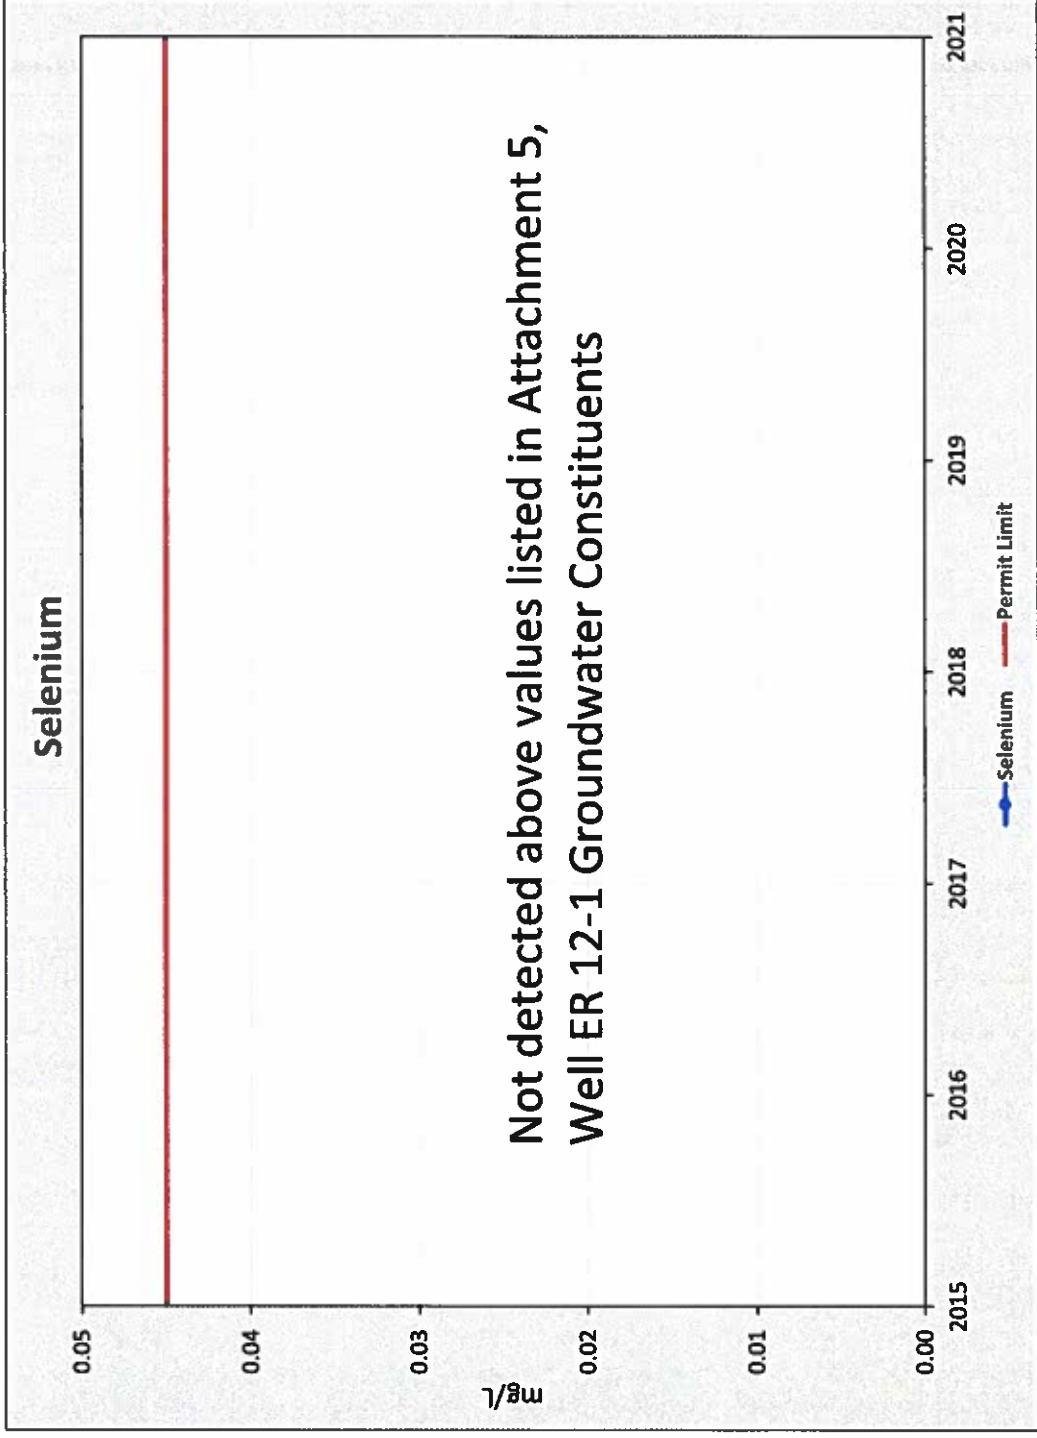 Selenium
0.05
0.04
0.03
0.02
0.01
0.00
mg/L
Not detected above values listed in Attachment 5,
Well ER 12-1 Groundwater Constituents
2015 2016 2017 2018 2019 2020 2021
Selenium Permit Limit